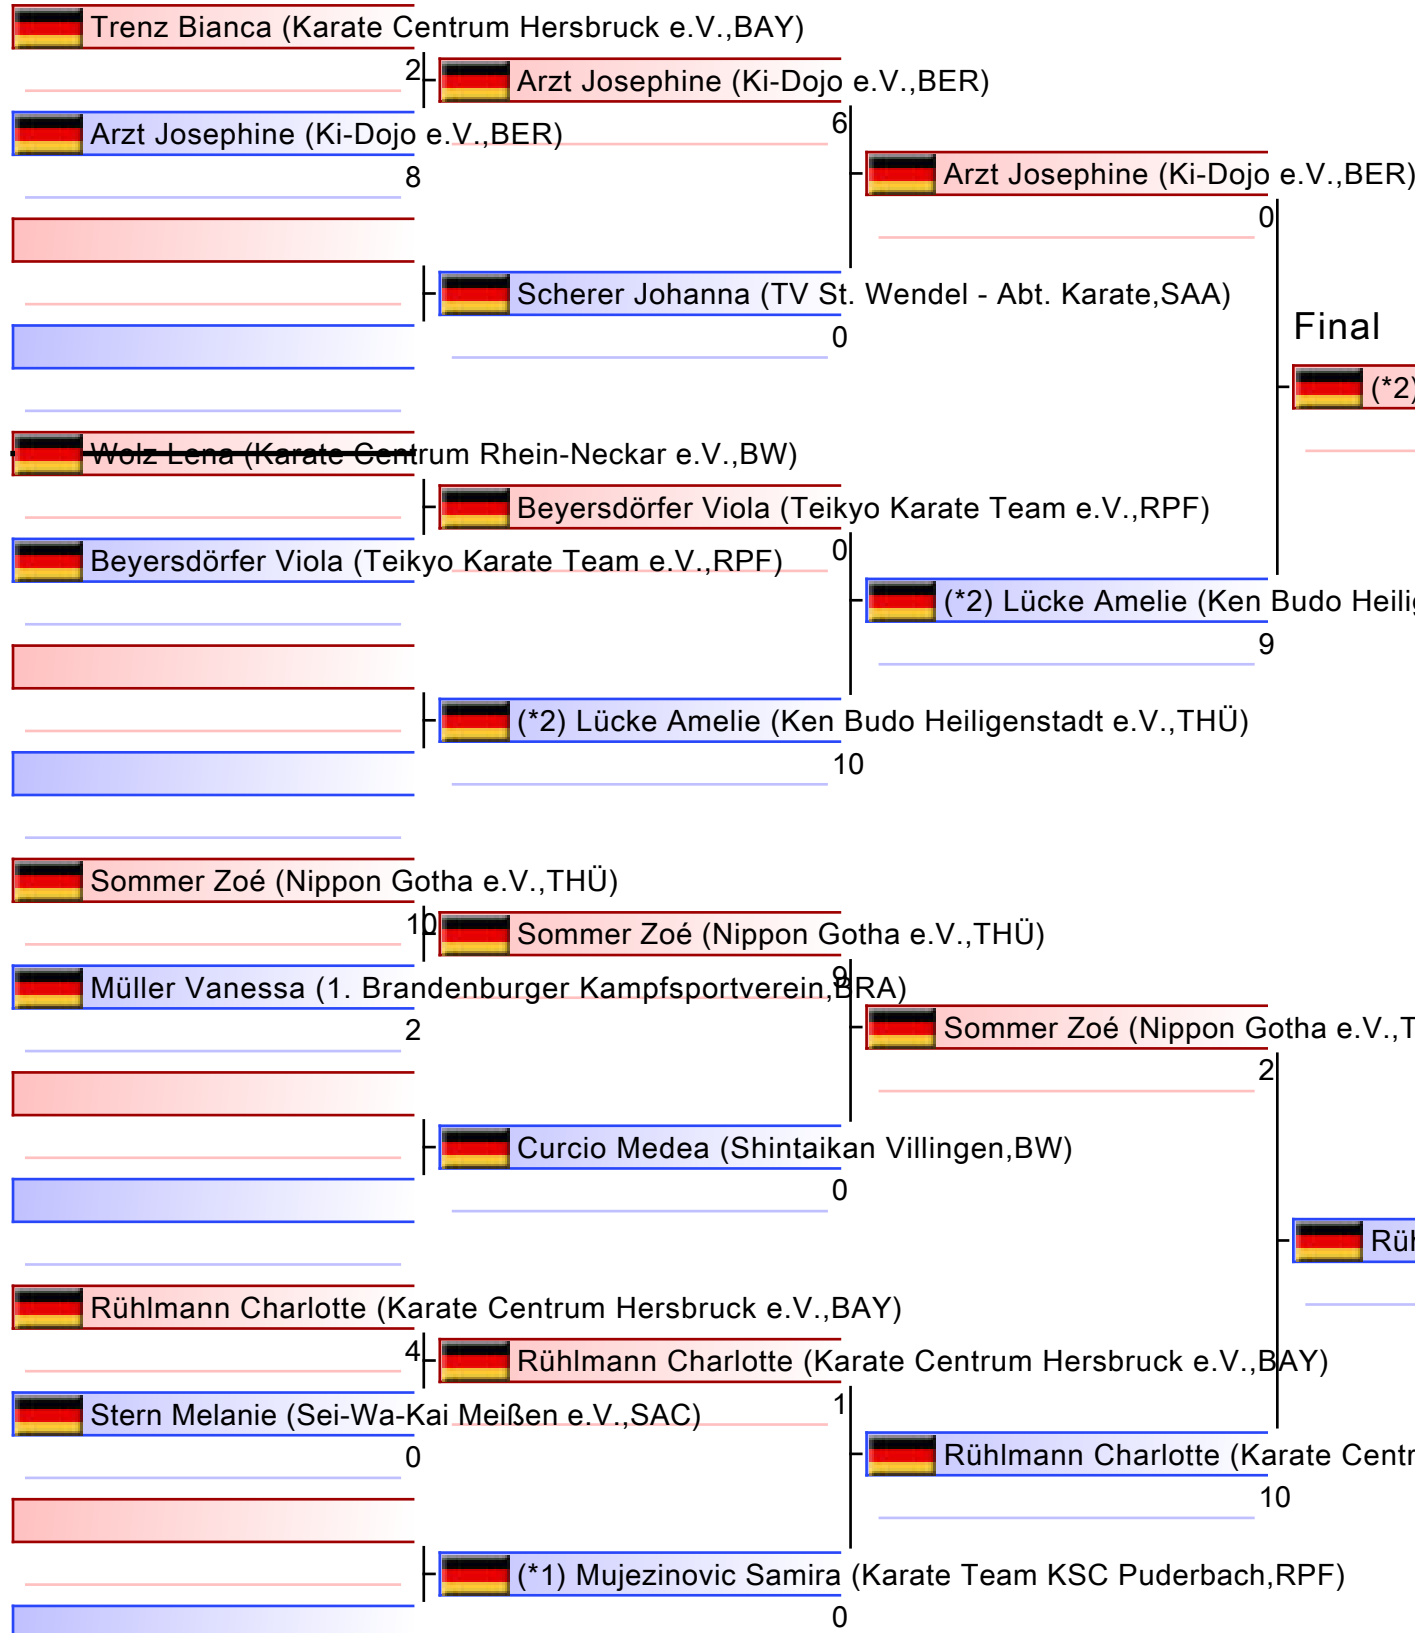 Trenz Bianca (Karate Centrum Hersbruck e.V.,BAY)
2
Arzt Josephine (Ki-Dojo e.V.,BER)
Arzt Josephine (Ki-Dojo e.V.,BER)
6
8
Arzt Josephine (Ki-Dojo e.V.,BER)
0
Scherer Johanna (TV St. Wendel - Abt. Karate,SAA)
0
Final
(*2)
Wolz Lena (Karate Centrum Rhein-Neckar e.V.,BW)
Beyersdörfer Viola (Teikyo Karate Team e.V.,RPF)
0
Beyersdörfer Viola (Teikyo Karate Team e.V.,RPF)
(*2) Lücke Amelie (Ken Budo Heilig
9
(*2) Lücke Amelie (Ken Budo Heiligenstadt e.V.,THÜ)
10
Sommer Zoé (Nippon Gotha e.V.,THÜ)
10
Sommer Zoé (Nippon Gotha e.V.,THÜ)
9
Müller Vanessa (1. Brandenburger Kampfsportverein,BRA)
2
Sommer Zoé (Nippon Gotha e.V.,T
2
Curcio Medea (Shintaikan Villingen,BW)
0
Rüh
Rühlmann Charlotte (Karate Centrum Hersbruck e.V.,BAY)
4
Rühlmann Charlotte (Karate Centrum Hersbruck e.V.,BAY)
1
Stern Melanie (Sei-Wa-Kai Meißen e.V.,SAC)
0
Rühlmann Charlotte (Karate Centr
10
(*1) Mujezinovic Samira (Karate Team KSC Puderbach,RPF)
0